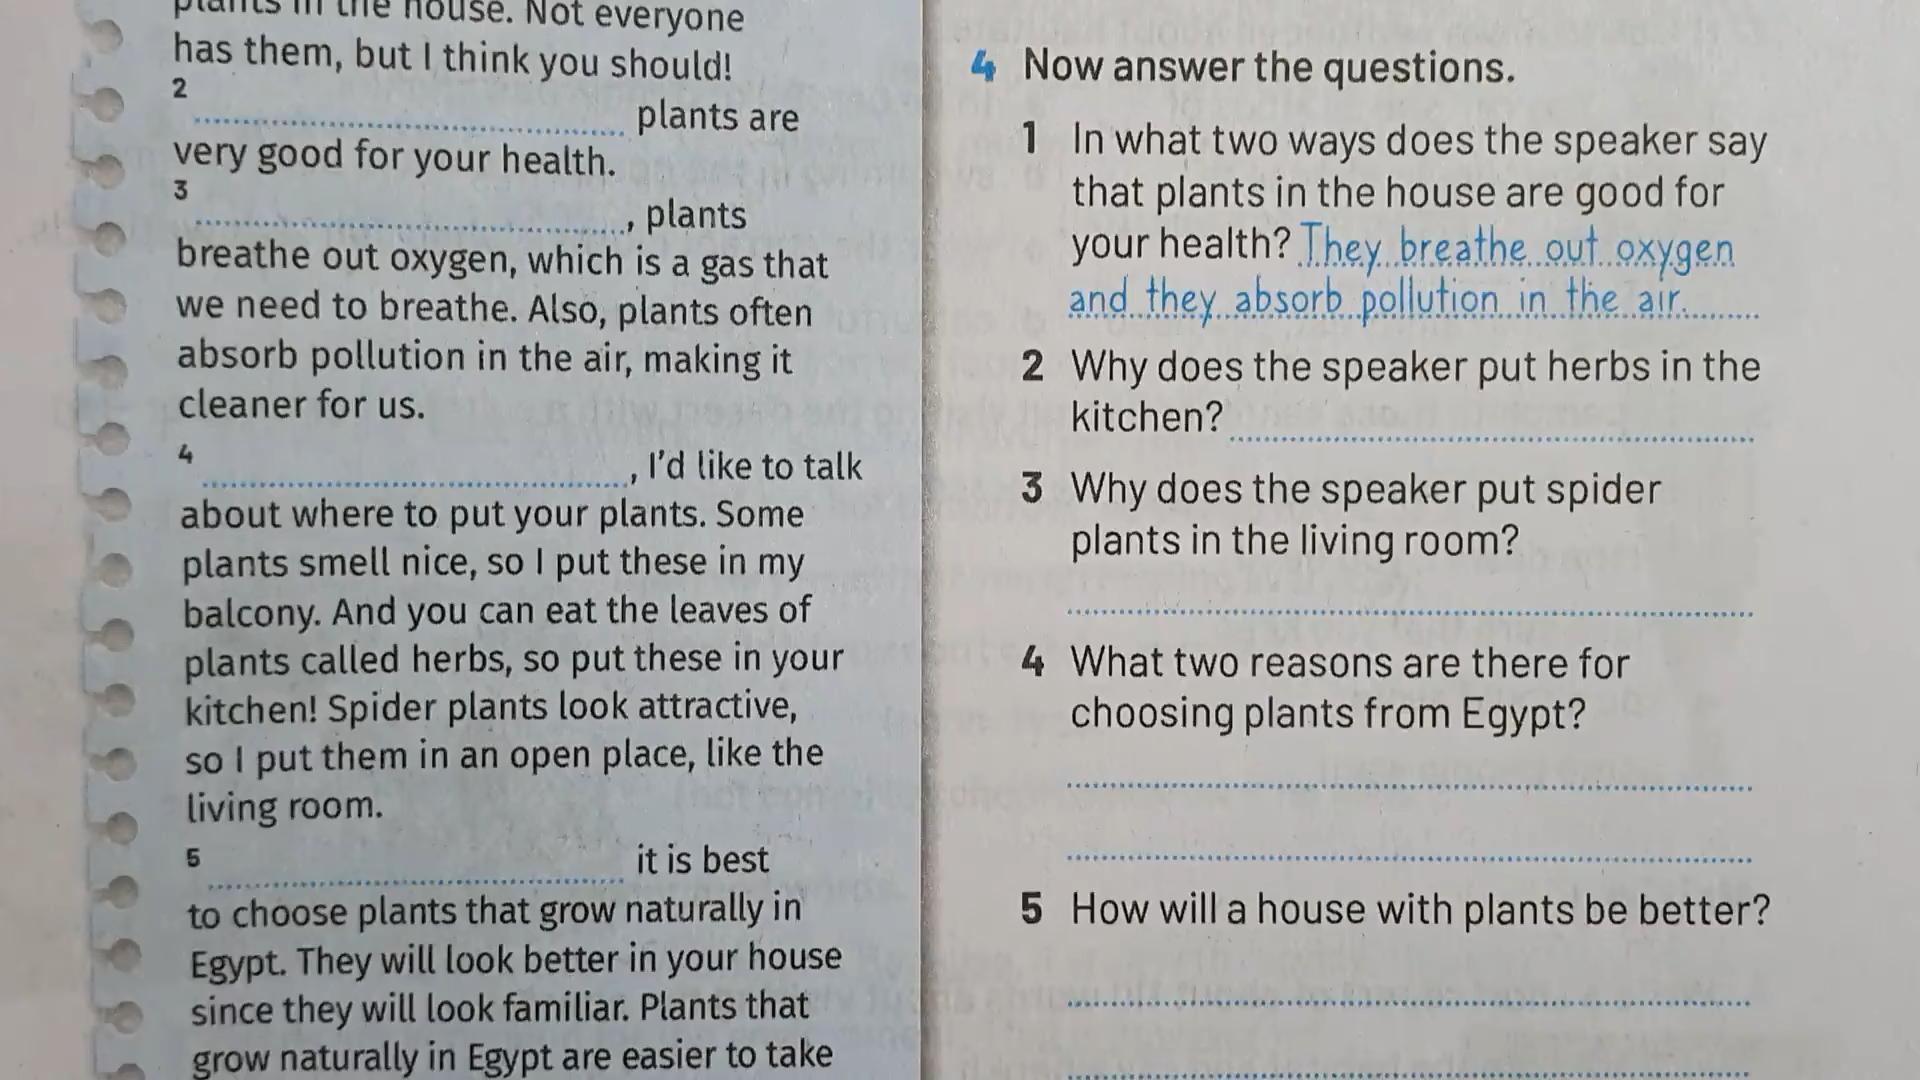 plants in the house. Not everyone
has them, but I think you should!
2 plants are
very good for your health.
3 , plants
breathe out oxygen, which is a gas that
we need to breathe. Also, plants often
absorb pollution in the air, making it
cleaner for us.
4 , I'd like to talk
about where to put your plants. Some
plants smell nice, so I put these in my
balcony. And you can eat the leaves of
plants called herbs, so put these in your
kitchen! Spider plants look attractive,
so I put them in an open place, like the
living room.
5 it is best
to choose plants that grow naturally in
Egypt. They will look better in your house
since they will look familiar. Plants that
grow naturally in Egypt are easier to take
4 Now answer the questions.
1 In what two ways does the speaker say
that plants in the house are good for
your health? They breathe out oxygen
and they absorb pollution in the air.
2 Why does the speaker put herbs in the
kitchen?
3 Why does the speaker put spider
plants in the living room?
4 What two reasons are there for
choosing plants from Egypt?
5 How will a house with plants be better?